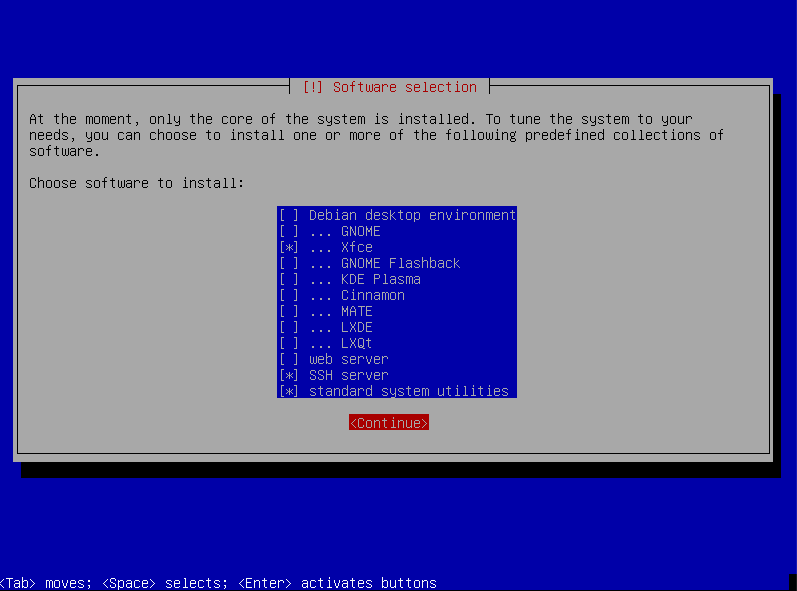 [!] Software selection
At the moment, only the core of the system is installed. To tune the system to your
needs, you can choose to install one or more of the following predefined collections of
software.
Choose software to install:
[ ] Debian desktop environment
[ ] ... GNOME
[*] ... Xfce
[ ] ... GNOME Flashback
[ ] ... KDE Plasma
[ ] ... Cinnamon
[ ] ... MATE
[ ] ... LXDE
[ ] ... LXQt
[ ] web server
[*] SSH server
[*] standard system utilities
<Continue>
<Tab> moves; <Space> selects; <Enter> activates buttons